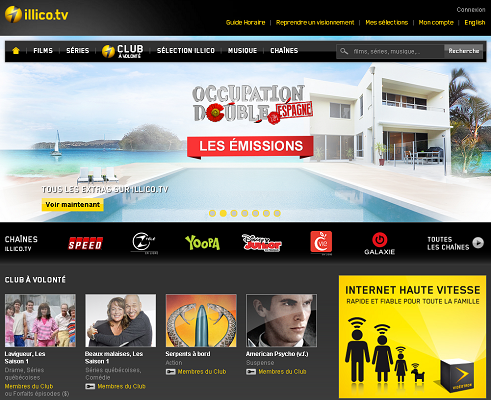 illico.tv
Connexion
Guide Horaire | Reprendre un visionnement | Mes sélections | Mon compte | English
FILMS SÉRIES CLUB À VOLONTÉ SÉLECTION ILLICO MUSIQUE CHAÎNES
films, séries, musique,... Recherche
OCCUPATION
DOUBLE ESPAGNE
LES ÉMISSIONS
TOUS LES EXTRAS SUR ILLICO.TV
Voir maintenant
CHAÎNES
ILLICO.TV
SPEED
YOOPA
Disney
Junior
GALAXIE
TOUTES
LES CHAÎNES
CLUB À VOLONTÉ
Lavigueur, Les
Saison 1
Drame, Séries
québécoises
Membres du Club
ou Forfaits épisodes ($)
Beaux malaises, Les
Saison 1
Séries québécoises,
Comédie
Membres du Club
Serpents à bord
Action
Membres du Club
American Psycho (v.f.)
Suspense
Membres du Club
INTERNET HAUTE VITESSE
RAPIDE ET FIABLE POUR TOUTE LA FAMILLE
VIDEOTRON